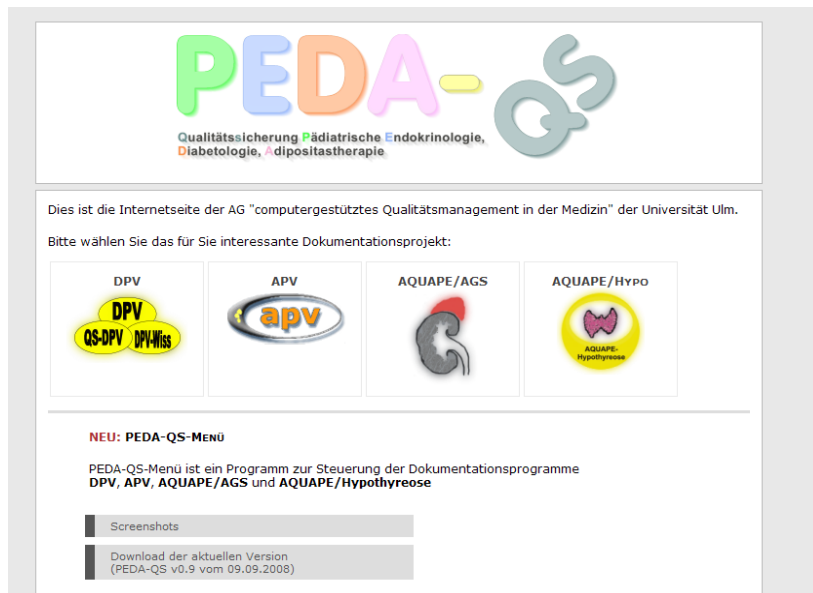 PEDA-QS
Qualitätssicherung Pädiatrische Endokrinologie,
Diabetologie, Adipositastherapie
Dies ist die Internetseite der AG "computergestütztes Qualitätsmanagement in der Medizin" der Universität Ulm.
Bitte wählen Sie das für Sie interessante Dokumentationsprojekt:
DPV APV AQUAPE/AGS AQUAPE/HYPO
DPV
QS-DPV DPV-Wiss
apv
AQUAPE-
Hypothyreose
NEU: PEDA-QS-MENÜ
PEDA-QS-Menü ist ein Programm zur Steuerung der Dokumentationsprogramme
DPV, APV, AQUAPE/AGS und AQUAPE/Hypothyreose
Screenshots
Download der aktuellen Version
(PEDA-QS v0.9 vom 09.09.2008)